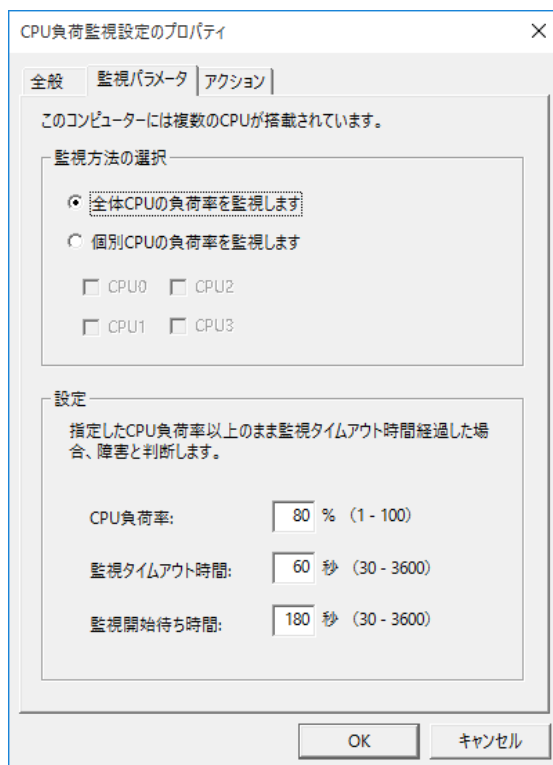 CPU負荷監視設定のプロパティ
全般 監視パラメータ アクション
このコンピューターには複数のCPUが搭載されています。
監視方法の選択
全体CPUの負荷率を監視します
個別CPUの負荷率を監視します
CPU0 CPU2
CPU1 CPU3
設定
指定したCPU負荷率以上のまま監視タイムアウト時間経過した場
合、障害と判断します。
CPU負荷率: 80 % (1 - 100)
監視タイムアウト時間: 60 秒 (30 - 3600)
監視開始待ち時間: 180 秒 (30 - 3600)
OK キャンセル